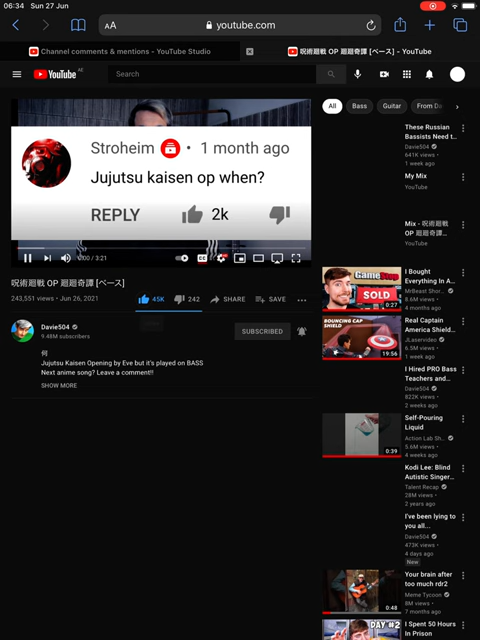 06:34 Sun 27 Jun
AA
youtube.com
Channel comments & mentions - YouTube Studio
呪術廻戦 OP 廻廻奇譚 [ベース] - YouTube
YouTube AE
Search
Stroheim • 1 month ago
Jujutsu kaisen op when?
REPLY 2k
0:00 / 3:21
呪術廻戦 OP 廻廻奇譚 [ベース]
243,551 views • Jun 26, 2021
45K 242 SHARE SAVE
Davie504
9.48M subscribers
SUBSCRIBED
何
Jujutsu Kaisen Opening by Eve but it's played on BASS
Next anime song? Leave a comment!!
SHOW MORE
All Bass Guitar From Da
These Russian
Bassists Need t...
Davie504
641K views •
1 week ago
My Mix
YouTube
Mix - 呪術廻戦
OP 廻廻奇譚...
YouTube
GameStop
SOLD
0:27
I Bought
Everything In A...
MrBeast Shor...
8.6M views •
4 months ago
BOUNCING CAP
SHIELD
19:56
Real Captain
America Shield...
JLaservideo
6.5M views •
1 week ago
I Hired PRO Bass
Teachers and...
Davie504
822K views •
2 weeks ago
0:39
Self-Pouring
Liquid
Action Lab Sh...
5.6M views •
4 weeks ago
Kodi Lee: Blind
Autistic Singer...
Talent Recap
28M views •
2 years ago
I've been lying to
you all...
Davie504
473K views •
4 days ago
New
0:48
Your brain after
too much rdr2
Meme Tycoon
8M views •
7 months ago
DAY #2
I Spent 50 Hours
In Prison